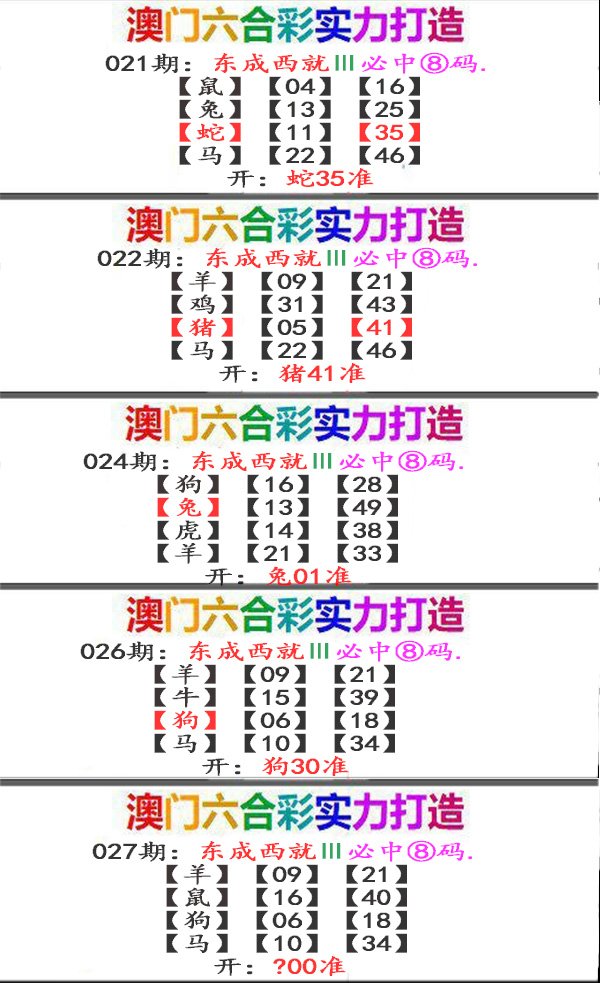 澳门六合彩实力打造
021期：东成西就III必中⑧码.
【鼠】【04】【16】
【兔】【13】【25】
【蛇】【11】【35】
【马】【22】【46】
开：蛇35准
澳门六合彩实力打造
022期：东成西就III必中⑧码.
【羊】【09】【21】
【鸡】【31】【43】
【猪】【05】【41】
【马】【22】【46】
开：猪41准
澳门六合彩实力打造
024期：东成西就III必中⑧码.
【狗】【16】【28】
【兔】【13】【49】
【虎】【14】【38】
【羊】【21】【33】
开：兔01准
澳门六合彩实力打造
026期：东成西就III必中⑧码.
【羊】【09】【21】
【牛】【15】【39】
【狗】【06】【18】
【马】【10】【34】
开：狗30准
澳门六合彩实力打造
027期：东成西就III必中⑧码.
【羊】【09】【21】
【鼠】【16】【40】
【狗】【06】【18】
【马】【10】【34】
开：?00准